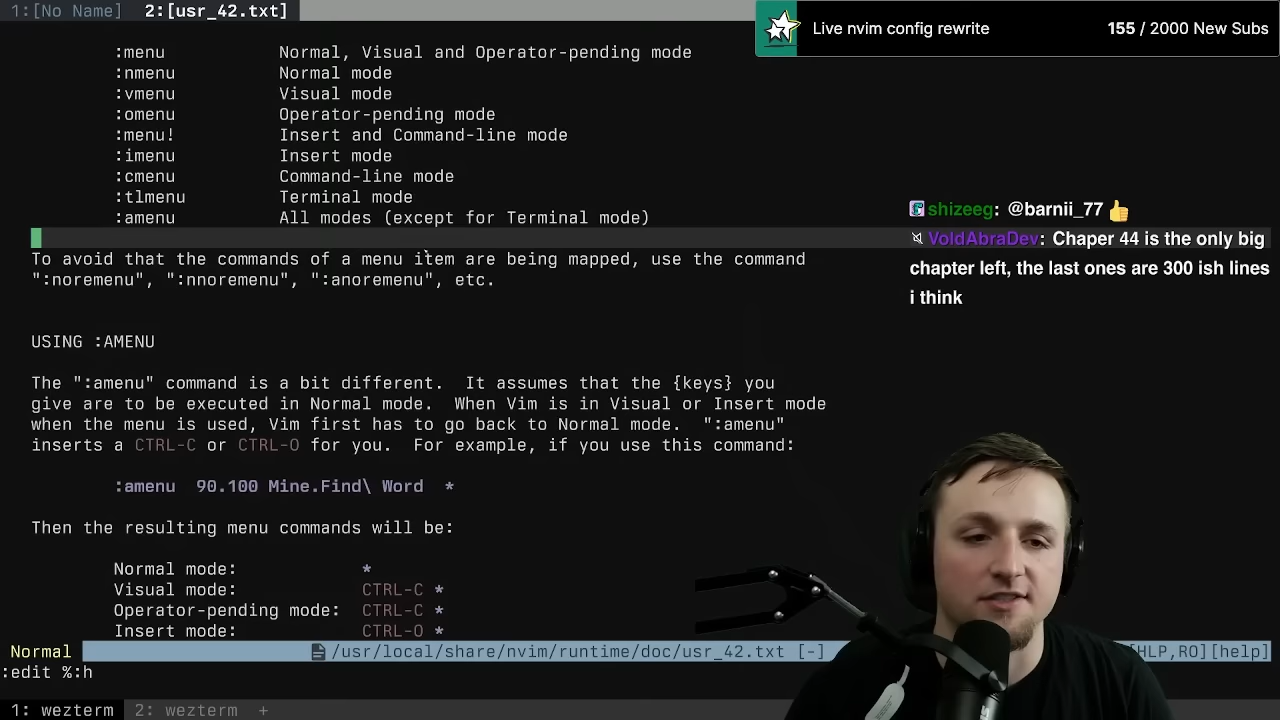 1:[No Name]  2:[usr_42.txt]
Live nvim config rewrite
155 / 2000 New Subs
:menu Normal, Visual and Operator-pending mode
:nmenu Normal mode
:vmenu Visual mode
:omenu Operator-pending mode
:menu! Insert and Command-line mode
:imenu Insert mode
:cmenu Command-line mode
:tlmenu Terminal mode
:amenu All modes (except for Terminal mode)
To avoid that the commands of a menu item are being mapped, use the command
":noremenu", ":nnoremenu", ":anoremenu", etc.
USING :AMENU
The ":amenu" command is a bit different.  It assumes that the {keys} you
give are to be executed in Normal mode.  When Vim is in Visual or Insert mode
when the menu is used, Vim first has to go back to Normal mode.  ":amenu"
inserts a CTRL-C or CTRL-O for you.  For example, if you use this command:
:amenu  90.100 Mine.Find\ Word  *
Then the resulting menu commands will be:
Normal mode: *
Visual mode: CTRL-C *
Operator-pending mode: CTRL-C *
Insert mode: CTRL-O *
shizeeg: @barnii_77 👍
VoldAbraDev: Chaper 44 is the only big
chapter left, the last ones are 300 ish lines
i think
Normal /usr/local/share/nvim/runtime/doc/usr_42.txt [-] [HLP,RO][help]
:edit %:h
1: wezterm  2: wezterm  +